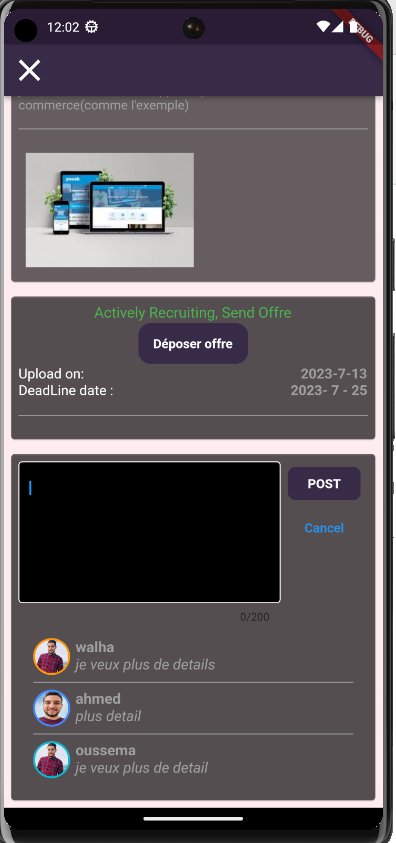 12:02
DEBUG
commerce(comme l'exemple)
Actively Recruiting, Send Offre
Déposer offre
Upload on: 2023-7-13
DeadLine date : 2023- 7 - 25
POST
Cancel
0/200
walha
je veux plus de details
ahmed
plus detail
oussema
je veux plus de detail